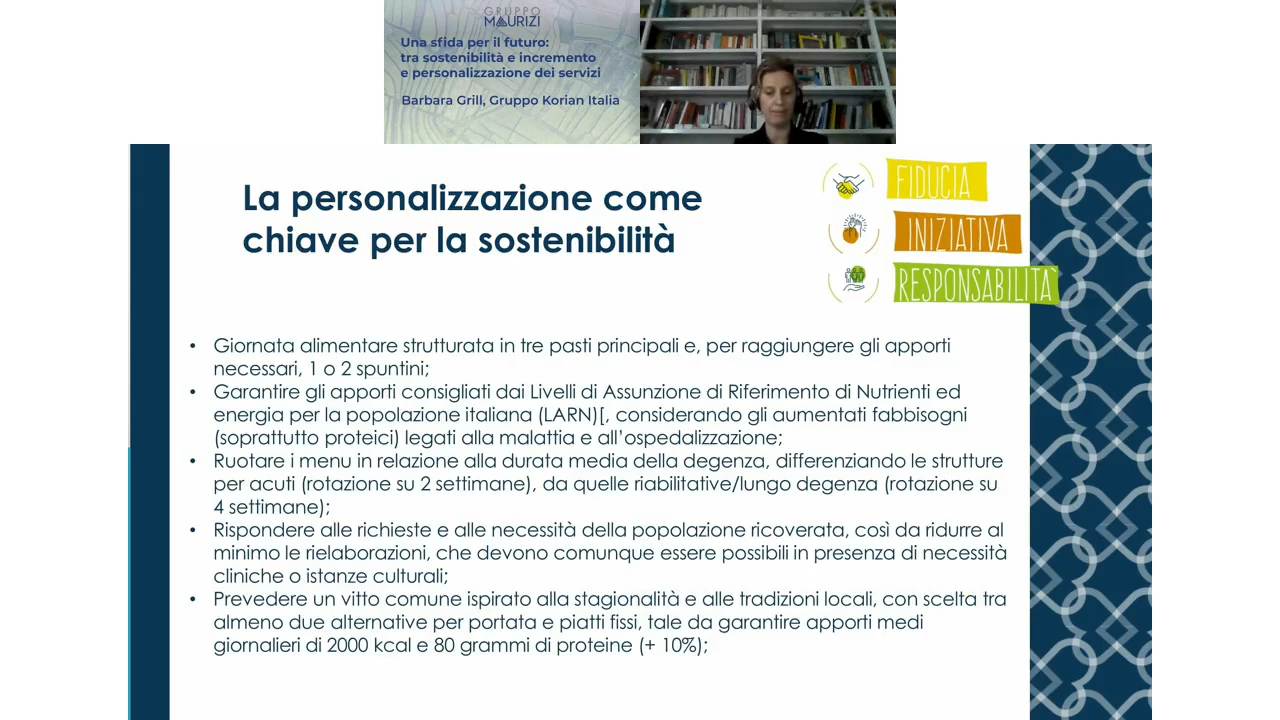 GRUPPO
MAURIZI
Una sfida per il futuro:
tra sostenibilità e incremento
e personalizzazione dei servizi
Barbara Grill, Gruppo Korian Italia
La personalizzazione come
chiave per la sostenibilità
FIDUCIA
INIZIATIVA
RESPONSABILITA'
• Giornata alimentare strutturata in tre pasti principali e, per raggiungere gli apporti
necessari, 1 o 2 spuntini;
• Garantire gli apporti consigliati dai Livelli di Assunzione di Riferimento di Nutrienti ed
energia per la popolazione italiana (LARN)[, considerando gli aumentati fabbisogni
(soprattutto proteici) legati alla malattia e all'ospedalizzazione;
• Ruotare i menu in relazione alla durata media della degenza, differenziando le strutture
per acuti (rotazione su 2 settimane), da quelle riabilitative/lungo degenza (rotazione su
4 settimane);
• Rispondere alle richieste e alle necessità della popolazione ricoverata, così da ridurre al
minimo le rielaborazioni, che devono comunque essere possibili in presenza di necessità
cliniche o istanze culturali;
• Prevedere un vitto comune ispirato alla stagionalità e alle tradizioni locali, con scelta tra
almeno due alternative per portata e piatti fissi, tale da garantire apporti medi
giornalieri di 2000 kcal e 80 grammi di proteine (+ 10%);